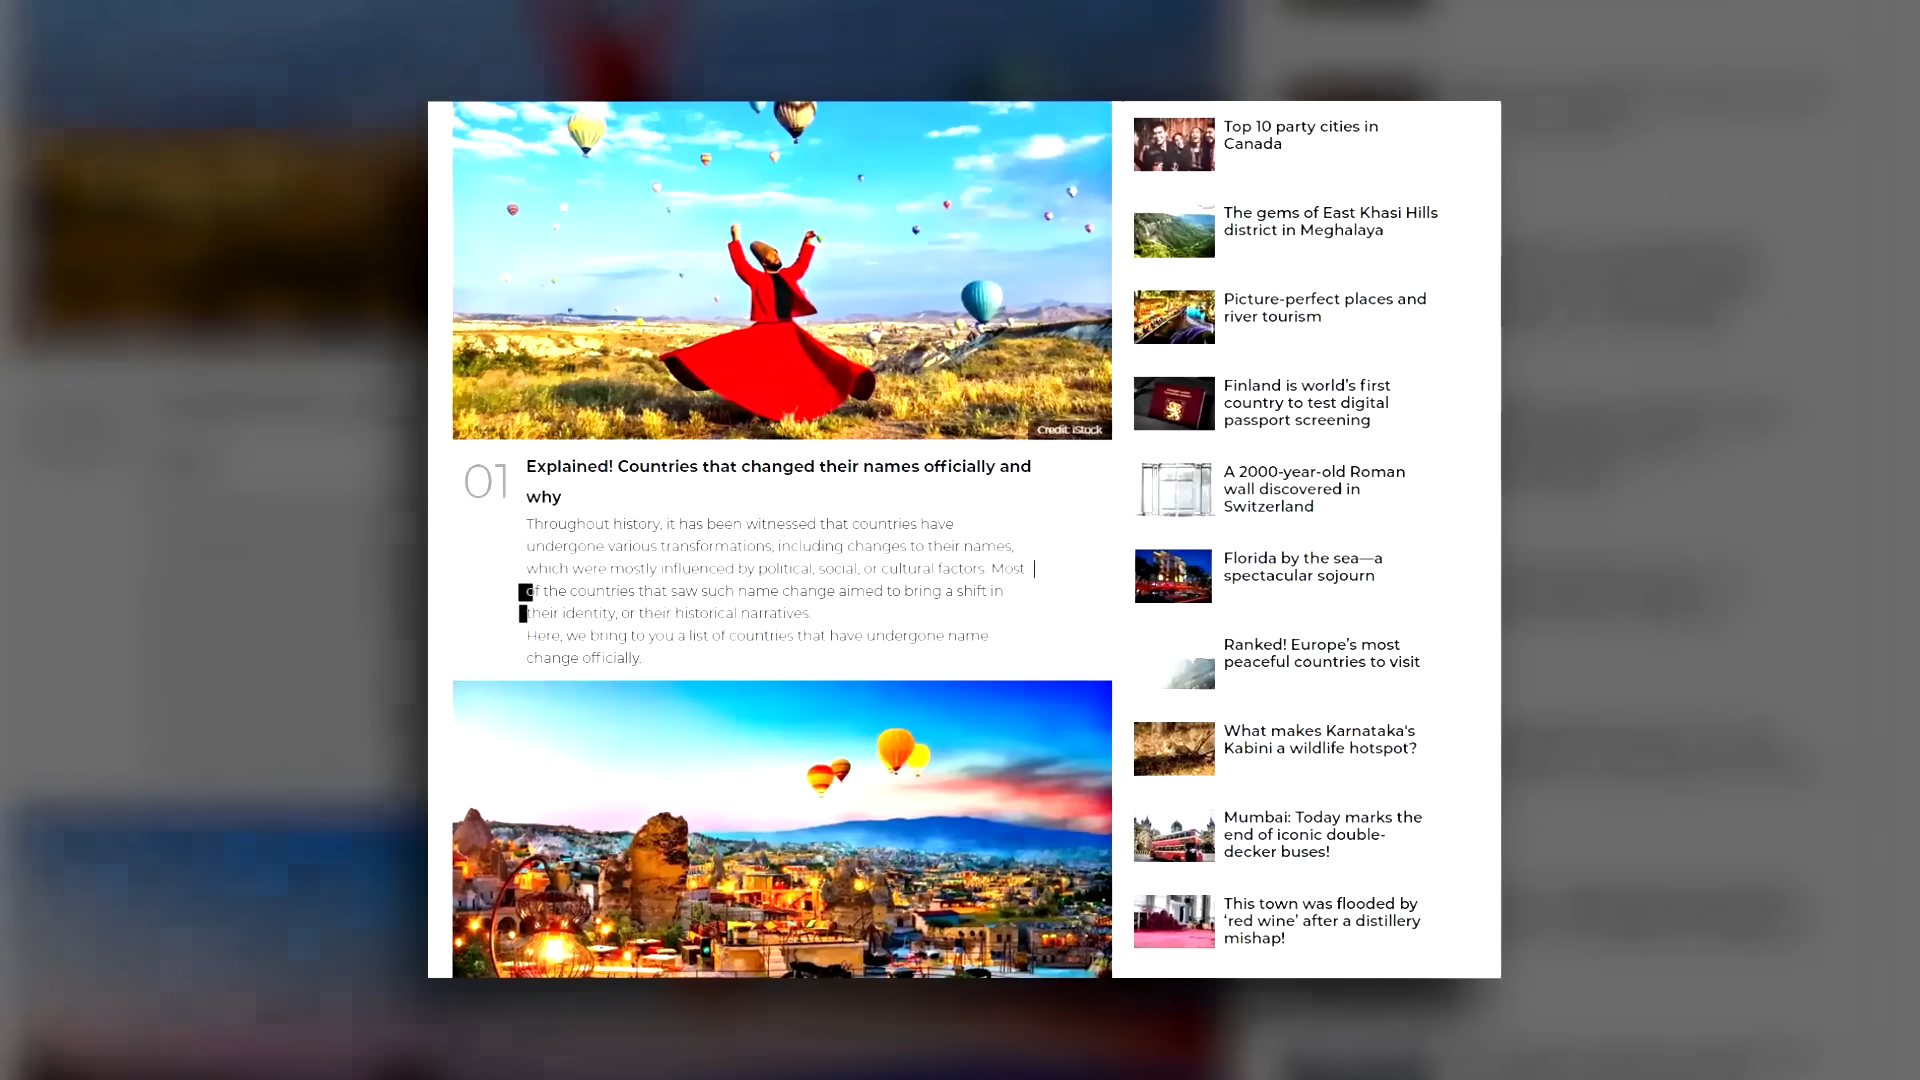 Credit: iStock
01
Explained! Countries that changed their names officially and
why
Throughout history, it has been witnessed that countries have
undergone various transformations, including changes to their names,
which were mostly influenced by political, social, or cultural factors. Most
of the countries that saw such name change aimed to bring a shift in
their identity, or their historical narratives.
Here, we bring to you a list of countries that have undergone name
change officially.
Top 10 party cities in
Canada
The gems of East Khasi Hills
district in Meghalaya
Picture-perfect places and
river tourism
Finland is world’s first
country to test digital
passport screening
A 2000-year-old Roman
wall discovered in
Switzerland
Florida by the sea—a
spectacular sojourn
Ranked! Europe’s most
peaceful countries to visit
What makes Karnataka's
Kabini a wildlife hotspot?
Mumbai: Today marks the
end of iconic double-
decker buses!
This town was flooded by
‘red wine’ after a distillery
mishap!